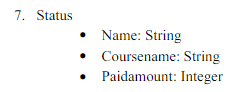 7. Status
• Name: String
• Coursename: String
• Paidamount: Integer